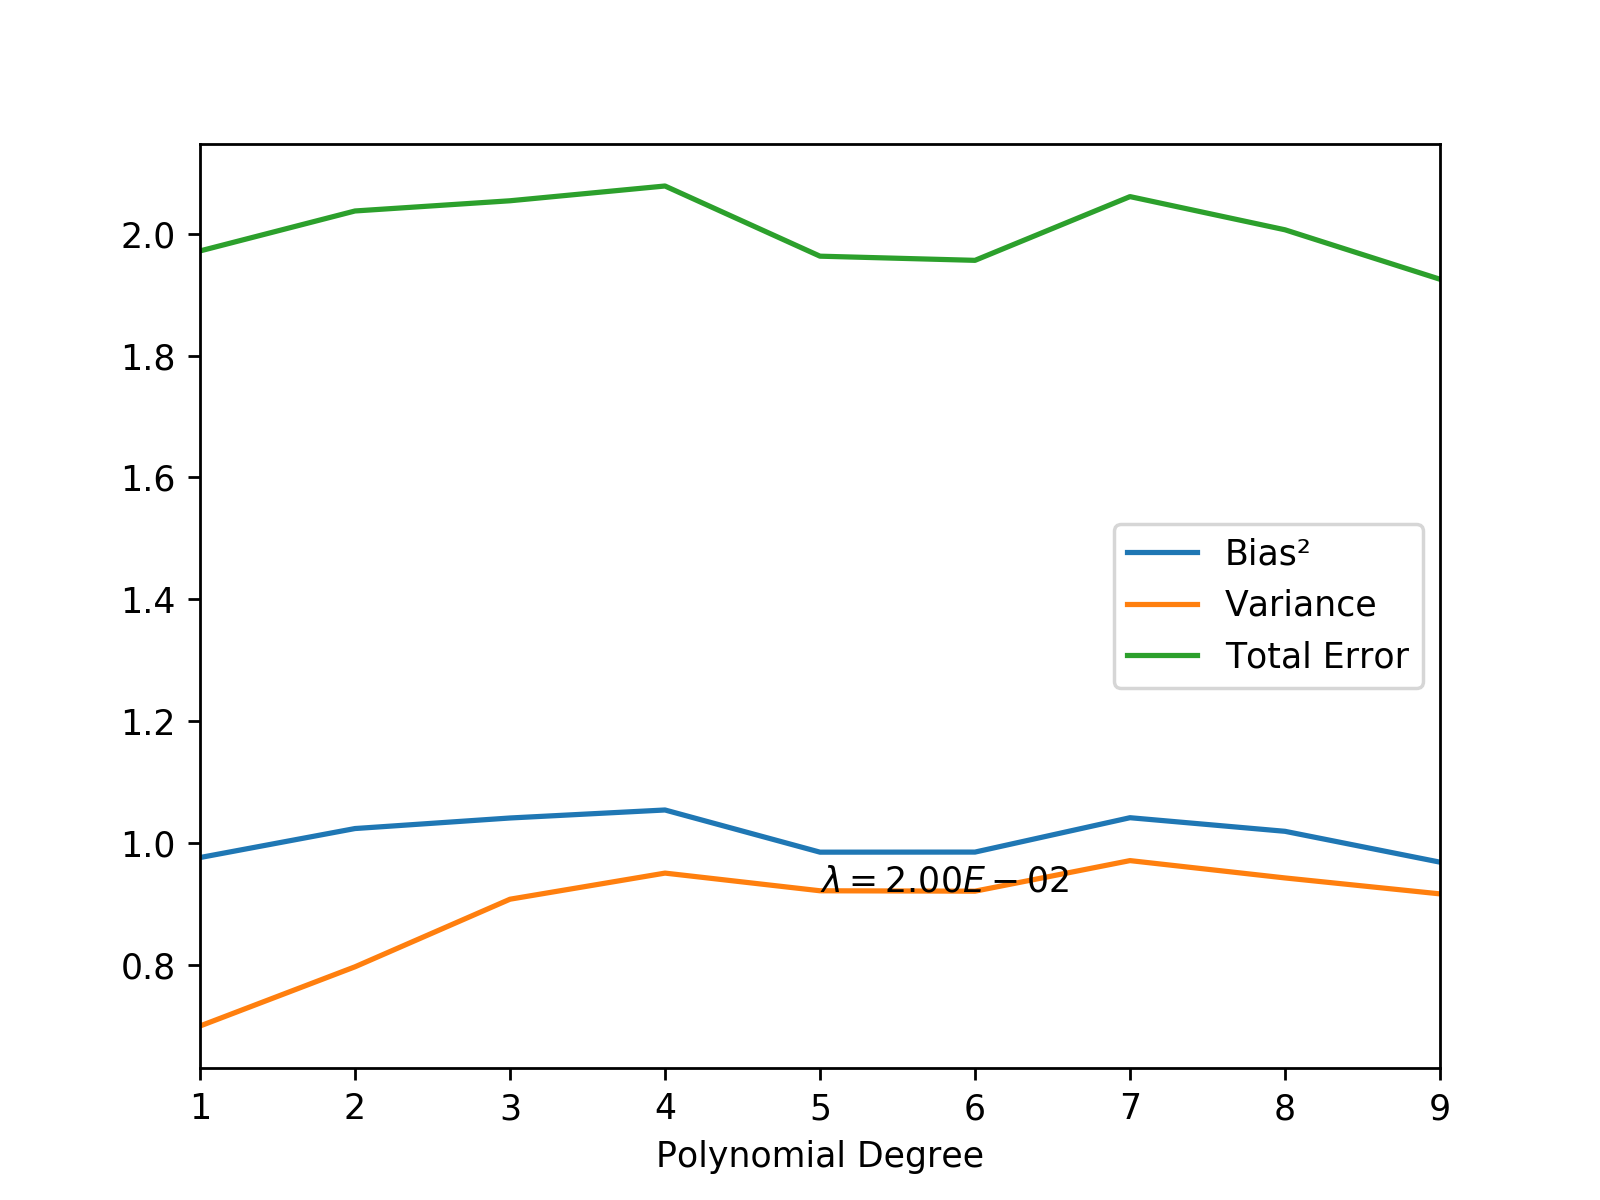 2.0
1.8
1.6
1.4
1.2
1.0
0.8
Bias²
Variance
Total Error
λ = 2.00E − 02
1 2 3 4 5 6 7 8 9
Polynomial Degree